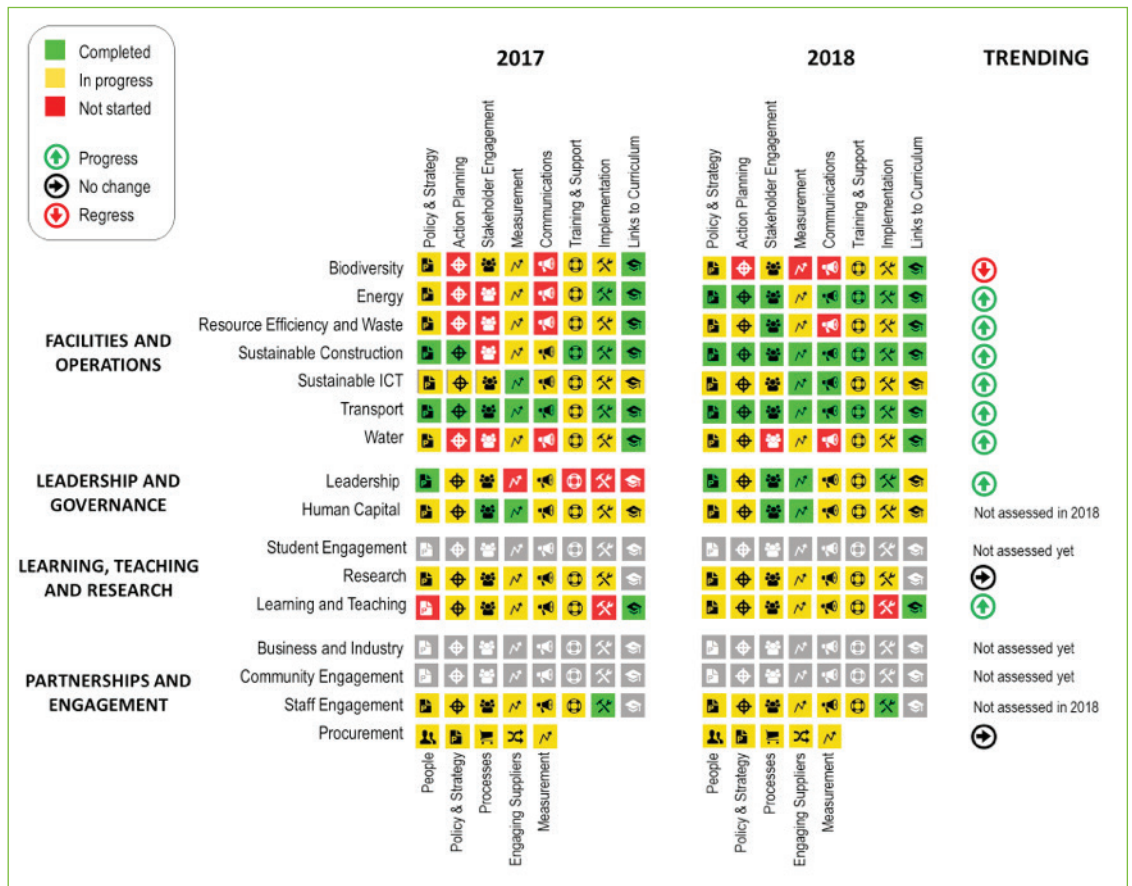 Completed
In progress
Not started
Progress
No change
Regress
2017
2018
TRENDING
Policy & Strategy
Action Planning
Stakeholder Engagement
Measurement
Communications
Training & Support
Implementation
Links to Curriculum
Policy & Strategy
Action Planning
Stakeholder Engagement
Measurement
Communications
Training & Support
Implementation
Links to Curriculum
FACILITIES AND
OPERATIONS
Biodiversity
Energy
Resource Efficiency and Waste
Sustainable Construction
Sustainable ICT
Transport
Water
LEADERSHIP AND
GOVERNANCE
Leadership
Human Capital
Not assessed in 2018
LEARNING, TEACHING
AND RESEARCH
Student Engagement
Not assessed yet
Research
Learning and Teaching
PARTNERSHIPS AND
ENGAGEMENT
Business and Industry
Not assessed yet
Community Engagement
Not assessed yet
Staff Engagement
Not assessed in 2018
Procurement
People
Policy & Strategy
Processes
Engaging Suppliers
Measurement
People
Policy & Strategy
Processes
Engaging Suppliers
Measurement